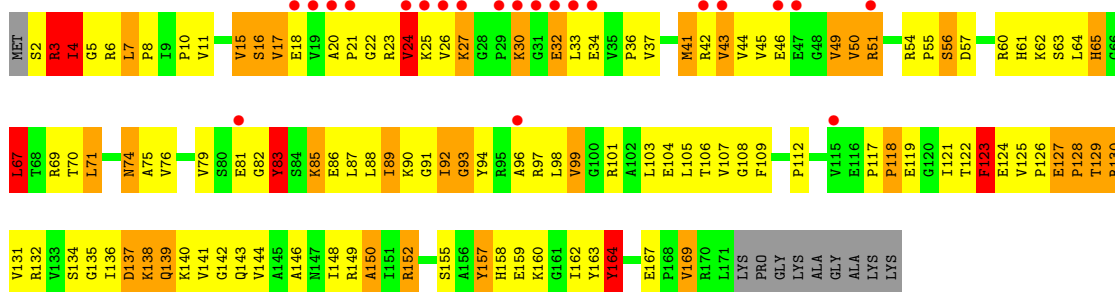 MET S2 R3 I4 G5 R6 L7 P8 I9 P10 V11 V15 S16 V17 E18 V19 A20 P21 G22 R23 V24 K25 V26 K27 G28 P29 K30 G31 E32 L33 E34 V35 P36 V37 M41 R42 V43 V44 V45 E46 E47 G48 V49 V50 R51 R54 P55 S56 D57 R60 H61 K62 S63 L64 H65 G66
L67 T68 R69 T70 L71 N74 A75 V76 V79 S80 E81 G82 Y83 S84 K85 E86 L87 L88 I89 K90 G91 I92 G93 Y94 R95 A96 R97 L98 V99 G100 R101 A102 L103 E104 L105 T106 V107 G108 F109 P112 V115 E116 P117 P118 E119 G120 I121 T122 F123 E124 V125 P126 E127 P128 T129 R130
V131 R132 V133 S134 G135 I136 D137 K138 Q139 K140 V141 G142 Q143 V144 A145 A146 N147 I148 R149 A150 I151 R152 S155 A156 Y157 H158 E159 K160 G161 I162 Y163 Y164 E167 P168 V169 R170 L171 LYS PRO GLY LYS LYS ALA GLY ALA LYS LYS